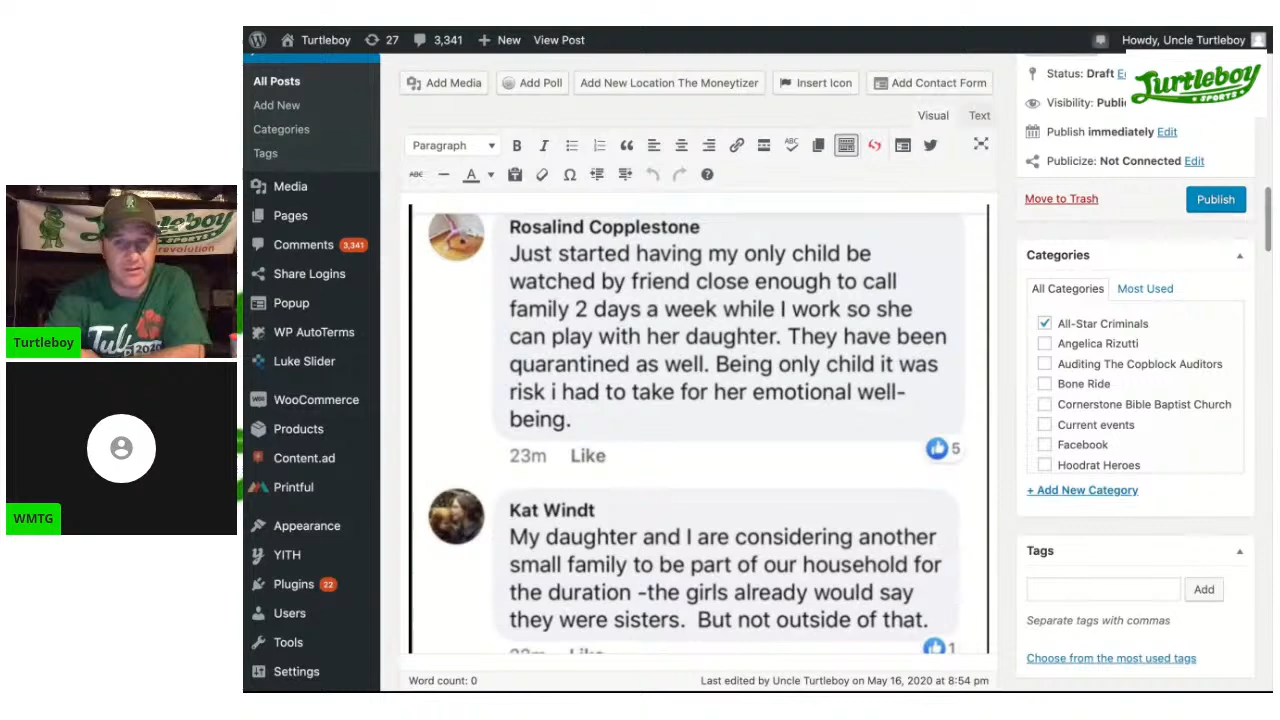 Turtleboy
27
3,341
New
View Post
Howdy, Uncle Turtleboy
All Posts
Add New
Categories
Tags
Media
Pages
Comments 3,341
Share Logins
Popup
WP AutoTerms
Luke Slider
WooCommerce
Products
Content.ad
Printful
Appearance
YITH
Plugins 22
Users
Tools
Settings
Add Media
Add Poll
Add New Location The Moneytizer
Insert Icon
Add Contact Form
Visual
Text
Paragraph
B I
ABC
ABC
A
Rosalind Copplestone
Just started having my only child be
watched by friend close enough to call
family 2 days a week while I work so she
can play with her daughter. They have been
quarantined as well. Being only child it was
risk i had to take for her emotional well-
being.
23m Like
5
Kat Windt
My daughter and I are considering another
small family to be part of our household for
the duration -the girls already would say
they were sisters. But not outside of that.
Like
1
Word count: 0
Last edited by Uncle Turtleboy on May 16, 2020 at 8:54 pm
Status: Draft
Visibility:
Publish immediately Edit
Publicize: Not Connected Edit
Move to Trash
Publish
Turtleboy
SPORTS
Categories
All Categories
Most Used
All-Star Criminals
Angelica Rizutti
Auditing The Copblock Auditors
Bone Ride
Cornerstone Bible Baptist Church
Current events
Facebook
Hoodrat Heroes
+ Add New Category
Tags
Add
Separate tags with commas
Choose from the most used tags
Turtleboy
SPORTS
revolution
2020
Turtleboy
WMTG